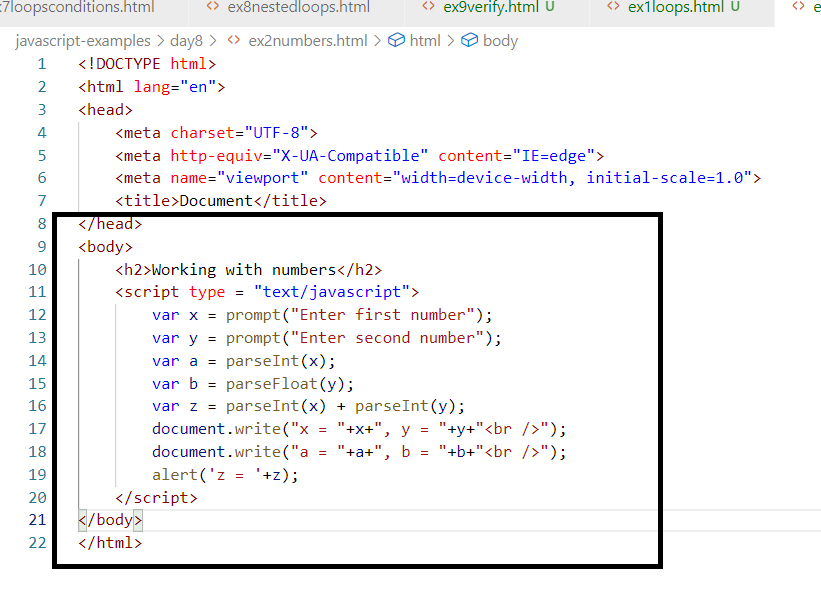 7loopsconditions.html <> ex8nestedloops.html <> ex9verify.html U <> ex1loops.html U <> e
javascript-examples > day8 > <> ex2numbers.html > html > body
1 <!DOCTYPE html>
2 <html lang="en">
3 <head>
4 <meta charset="UTF-8">
5 <meta http-equiv="X-UA-Compatible" content="IE=edge">
6 <meta name="viewport" content="width=device-width, initial-scale=1.0">
7 <title>Document</title>
8 </head>
9 <body>
10 <h2>Working with numbers</h2>
11 <script type = "text/javascript">
12 var x = prompt("Enter first number");
13 var y = prompt("Enter second number");
14 var a = parseInt(x);
15 var b = parseFloat(y);
16 var z = parseInt(x) + parseInt(y);
17 document.write("x = "+x+", y = "+y+"<br />");
18 document.write("a = "+a+", b = "+b+"<br />");
19 alert('z = '+z);
20 </script>
21 </body>
22 </html>